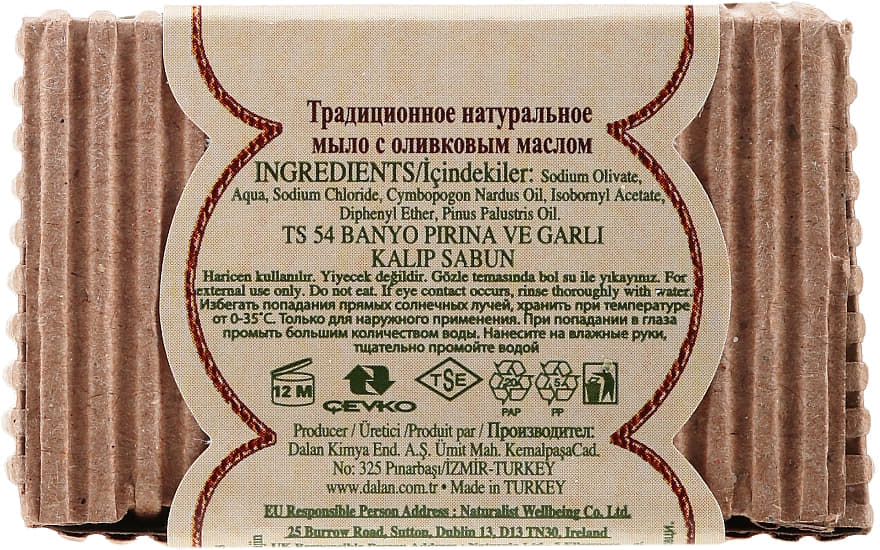 Традиционное натуральное
мыло с оливковым маслом
INGREDIENTS/İçindekiler: Sodium Olivate,
Aqua, Sodium Chloride, Cymbopogon Nardus Oil, Isobornyl Acetate,
Diphenyl Ether, Pinus Palustris Oil.
TS 54 BANYO PIRINA VE GARLI
KALIP SABUN
Haricen kullanılır. Yiyecek değildir. Gözle temasında bol su ile yıkayınız. For
external use only. Do not eat. If eye contact occurs, rinse thoroughly with water.
Избегать попадания прямых солнечных лучей, хранить при температуре
от 0-35˚С. Только для наружного применения. При попадании в глаза
промыть большим количеством воды. Нанесите на влажные руки,
тщательно промойте водой
12 M
ÇEVKO
TSE
20
PAP
5
PP
Producer / Üretici /Produit par / Производител:
Dalan Kimya End. A.Ş. Ümit Mah. KemalpaşaCad.
No: 325 Pınarbaşı/İZMİR-TURKEY
www.dalan.com.tr • Made in TURKEY
EU Responsible Person Address : Naturalist Wellbeing Co. Ltd.
25 Burrow Road, Sutton, Dublin 13, D13 TN30, Ireland